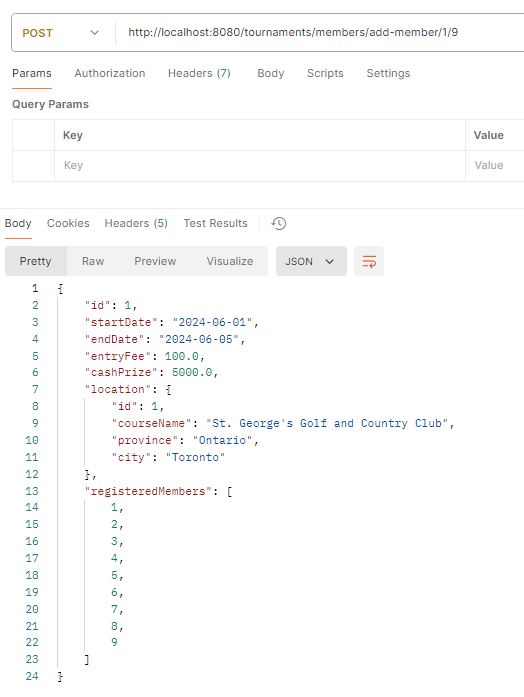 POST http://localhost:8080/tournaments/members/add-member/1/9
Params Authorization Headers (7) Body Scripts Settings
Query Params
Key Value
Key Value
Body Cookies Headers (5) Test Results
Pretty Raw Preview Visualize JSON
1 {
2 "id": 1,
3 "startDate": "2024-06-01",
4 "endDate": "2024-06-05",
5 "entryFee": 100.0,
6 "cashPrize": 5000.0,
7 "location": {
8 "id": 1,
9 "courseName": "St. George's Golf and Country Club",
10 "province": "Ontario",
11 "city": "Toronto"
12 },
13 "registeredMembers": [
14 1,
15 2,
16 3,
17 4,
18 5,
19 6,
20 7,
21 8,
22 9
23 ]
24 }